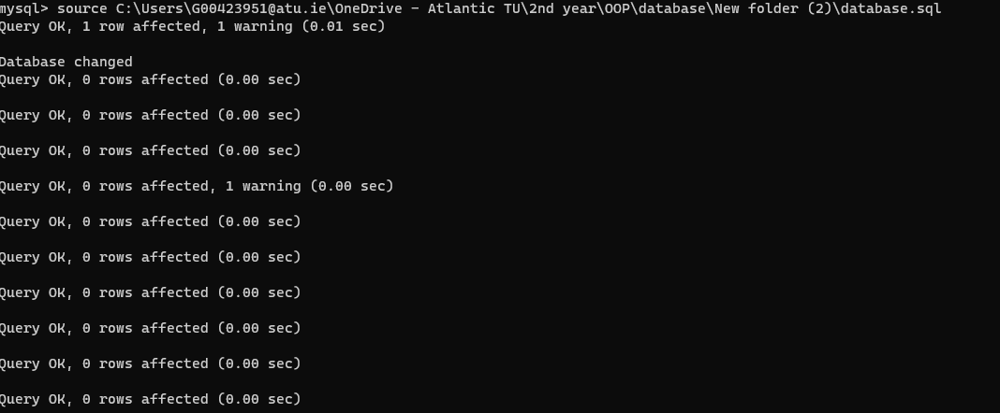 mysql> source C:\Users\G00423951@atu.ie\OneDrive - Atlantic TU\2nd year\OOP\database\New folder (2)\database.sql
Query OK, 1 row affected, 1 warning (0.01 sec)
Database changed
Query OK, 0 rows affected (0.00 sec)
Query OK, 0 rows affected (0.00 sec)
Query OK, 0 rows affected (0.00 sec)
Query OK, 0 rows affected, 1 warning (0.00 sec)
Query OK, 0 rows affected (0.00 sec)
Query OK, 0 rows affected (0.00 sec)
Query OK, 0 rows affected (0.00 sec)
Query OK, 0 rows affected (0.00 sec)
Query OK, 0 rows affected (0.00 sec)
Query OK, 0 rows affected (0.00 sec)